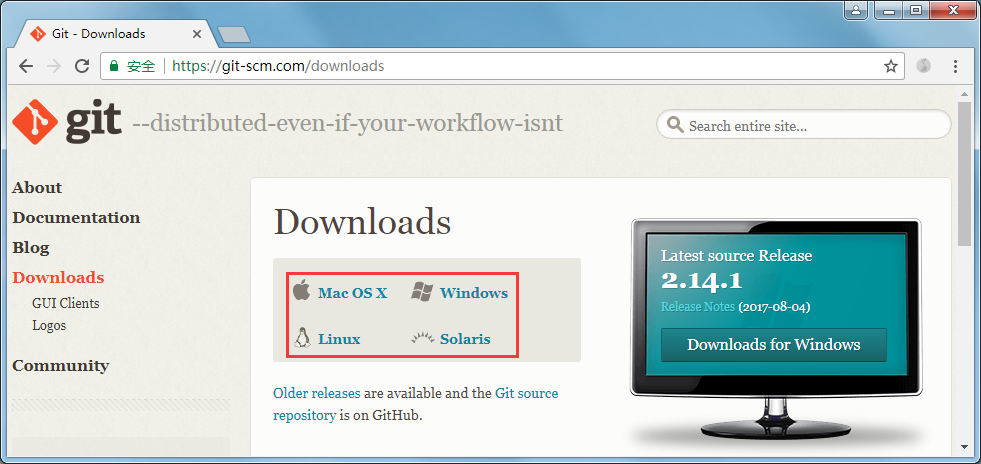 Git - Downloads
安全 https://git-scm.com/downloads
git --distributed-even-if-your-workflow-isnt
Search entire site...
About
Documentation
Blog
Downloads
GUI Clients
Logos
Community
Downloads
Mac OS X Windows
Linux Solaris
Older releases are available and the Git source
repository is on GitHub.
Latest source Release
2.14.1
Release Notes (2017-08-04)
Downloads for Windows